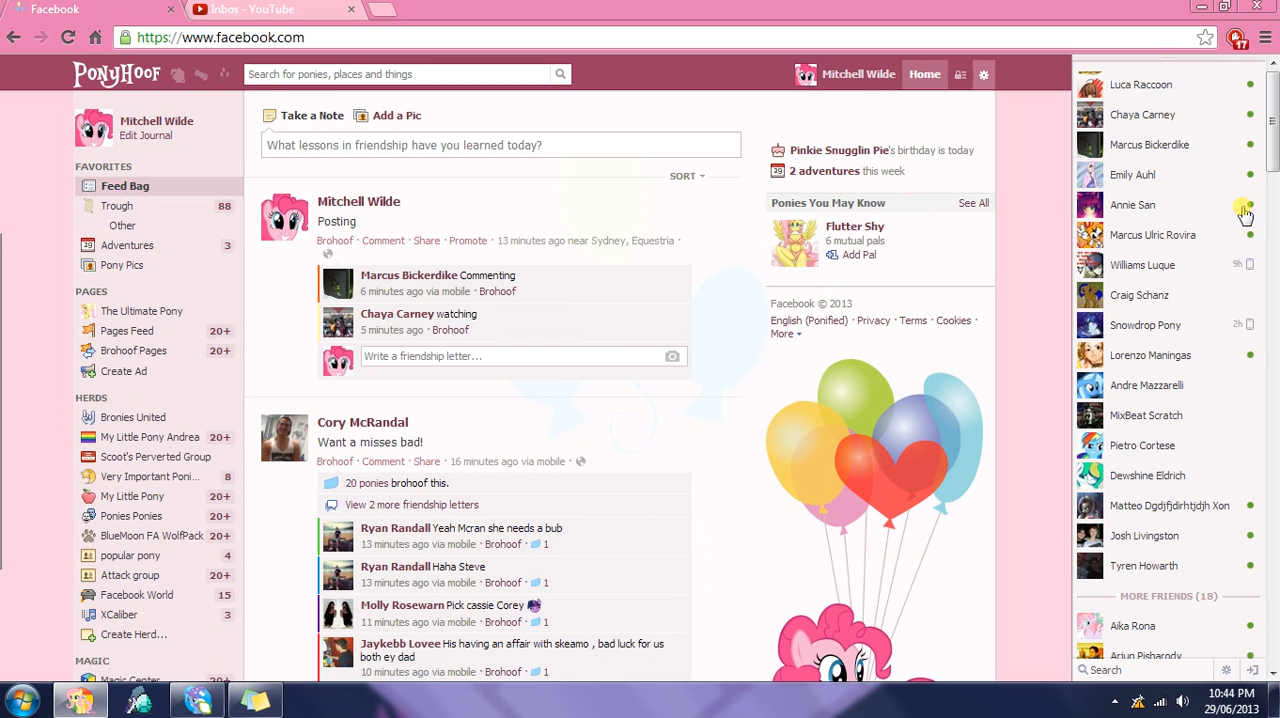 Facebook
Inbox - YouTube
17
https://www.facebook.com
PONYHOOF
Search for ponies, places and things
Mitchell Wilde
Home
Mitchell Wilde
Edit Journal
FAVORITES
Feed Bag
Trough 88
Other
Adventures 3
Pony Pics
PAGES
The Ultimate Pony
Pages Feed 20+
Brohoof Pages 20+
Create Ad
HERDS
Bronies United
My Little Pony Andrea 20+
Scoot's Perverted Group
Very Important Poni... 8
My Little Pony 20+
Ponies Ponies 20+
BlueMoon FA WolfPack 20+
popular pony 4
Attack group 20+
Facebook World 15
XCaliber 3
Create Herd...
MAGIC
Magic Center 20+
Take a Note
Add a Pic
What lessons in friendship have you learned today?
SORT
Mitchell Wilde
Posting
Brohoof · Comment · Share · Promote · 13 minutes ago near Sydney, Equestria ·
Marcus Bickerdike Commenting
6 minutes ago via mobile · Brohoof
Chaya Carney watching
5 minutes ago · Brohoof
Write a friendship letter...
Cory McRandal
Want a misses bad!
Brohoof · Comment · Share · 16 minutes ago via mobile ·
20 ponies brohoof this.
View 2 more friendship letters
Ryan Randall Yeah Mcran she needs a bub
13 minutes ago via mobile · Brohoof · 1
Ryan Randall Haha Steve
13 minutes ago via mobile · Brohoof · 1
Molly Rosewarn Pick cassie Corey
11 minutes ago via mobile · Brohoof · 1
Jaykebb Lovee His having an affair with skeamo , bad luck for us
both ey dad
10 minutes ago via mobile · Brohoof · 1
Pinkie Snugglin Pie's birthday is today
29 2 adventures this week
Ponies You May Know See All
Flutter Shy
6 mutual pals
Add Pal
Facebook © 2013
English (Ponified) · Privacy · Terms · Cookies ·
More
Luca Raccoon
Chaya Carney
Marcus Bickerdike
Emily Auhl
Annie San
Marcus Ulric Rovira
Williams Luque 9h
Craig Schanz
Snowdrop Pony 2h
Lorenzo Maningas
Andre Mazzarelli
MixBeat Scratch
Pietro Cortese
Dewshine Eldrich
Matteo Dgdjfjdirhtjdjh Xon
Josh Livingston
Tyren Howarth
MORE FRIENDS (18)
Aika Rona
Arjun Pisharody
Search
10:44 PM
29/06/2013